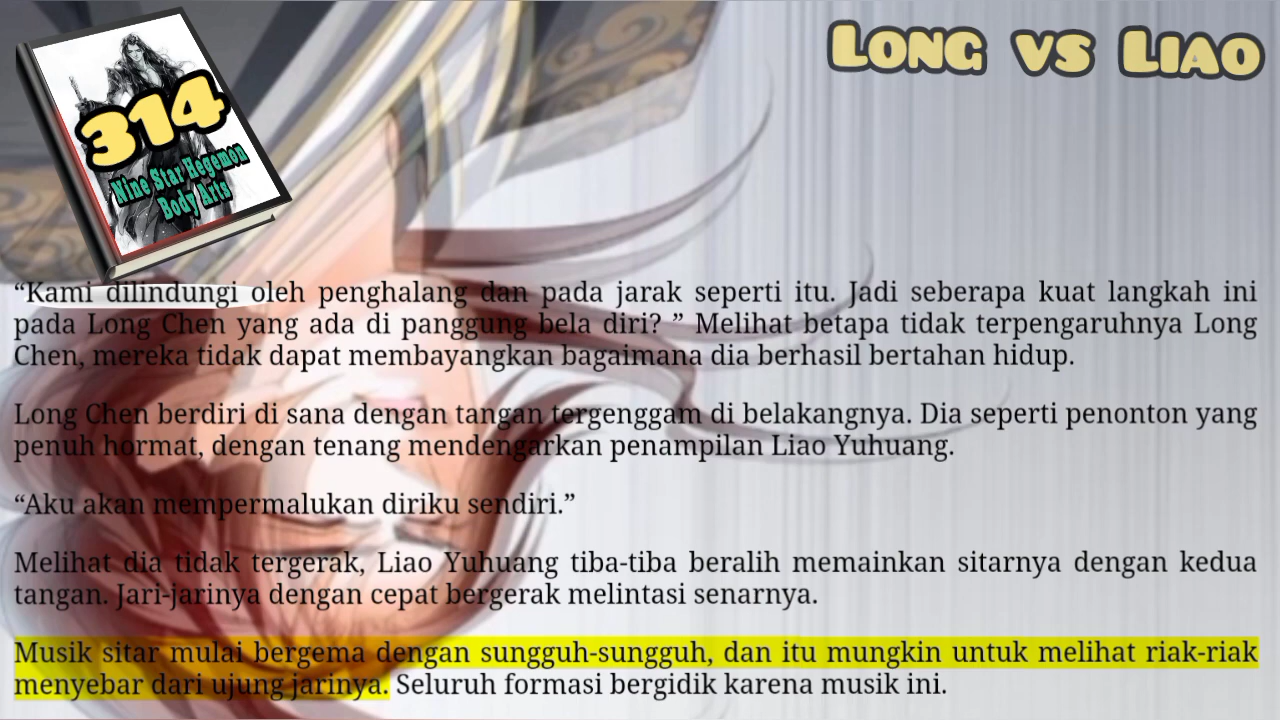 Long vs Liao
314
Nine Star Hegemon
Body Arts
“Kami dilindungi oleh penghalang dan pada jarak seperti itu. Jadi seberapa kuat langkah ini
pada Long Chen yang ada di panggung bela diri? ” Melihat betapa tidak terpengaruhnya Long
Chen, mereka tidak dapat membayangkan bagaimana dia berhasil bertahan hidup.
Long Chen berdiri di sana dengan tangan tergenggam di belakangnya. Dia seperti penonton yang
penuh hormat, dengan tenang mendengarkan penampilan Liao Yuhuang.
“Aku akan mempermalukan diriku sendiri.”
Melihat dia tidak tergerak, Liao Yuhuang tiba-tiba beralih memainkan sitarnya dengan kedua
tangan. Jari-jarinya dengan cepat bergerak melintasi senarnya.
Musik sitar mulai bergema dengan sungguh-sungguh, dan itu mungkin untuk melihat riak-riak
menyebar dari ujung jarinya. Seluruh formasi bergidik karena musik ini.